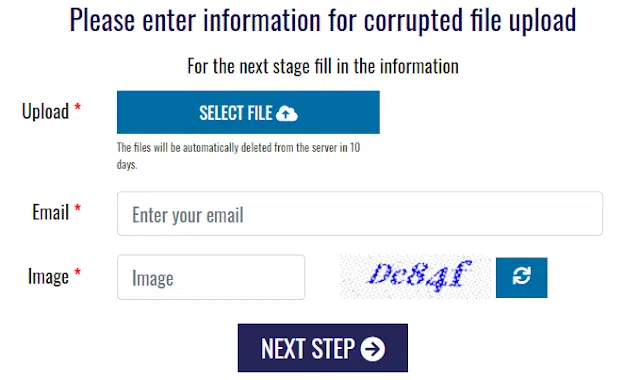 Please enter information for corrupted file upload
For the next stage fill in the information
Upload *
SELECT FILE
The files will be automatically deleted from the server in 10
days.
Email *
Enter your email
Image *
Image
Dc84f
NEXT STEP